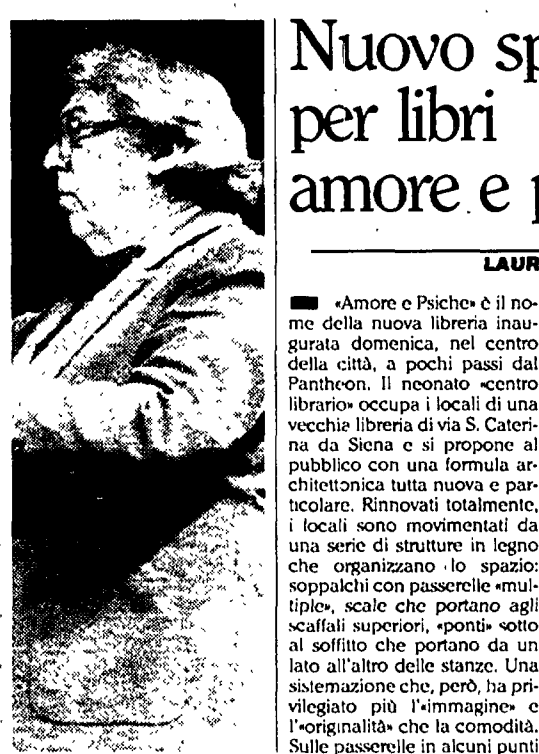 Nuovo sp
per libri
amore e p
LAUR
«Amore e Psiche» è il no-
me della nuova libreria inau-
gurata domenica, nel centro
della città, a pochi passi dal
Pantheon. Il neonato «centro
librario» occupa i locali di una
vecchia libreria di via S. Cateri-
na da Siena e si propone al
pubblico con una formula ar-
chitettonica tutta nuova e par-
ticolare. Rinnovati totalmente,
i locali sono movimentati da
una serie di strutture in legno
che organizzano lo spazio:
soppalchi con passerelle «mul-
tiple», scale che portano agli
scaffali superiori, «ponti» sotto
al soffitto che portano da un
lato all'altro delle stanze. Una
sistemazione che, però, ha pri-
vilegiato più l'«immagine» e
l'«originalità» che la comodità.
Sulle passerelle in alcuni punti